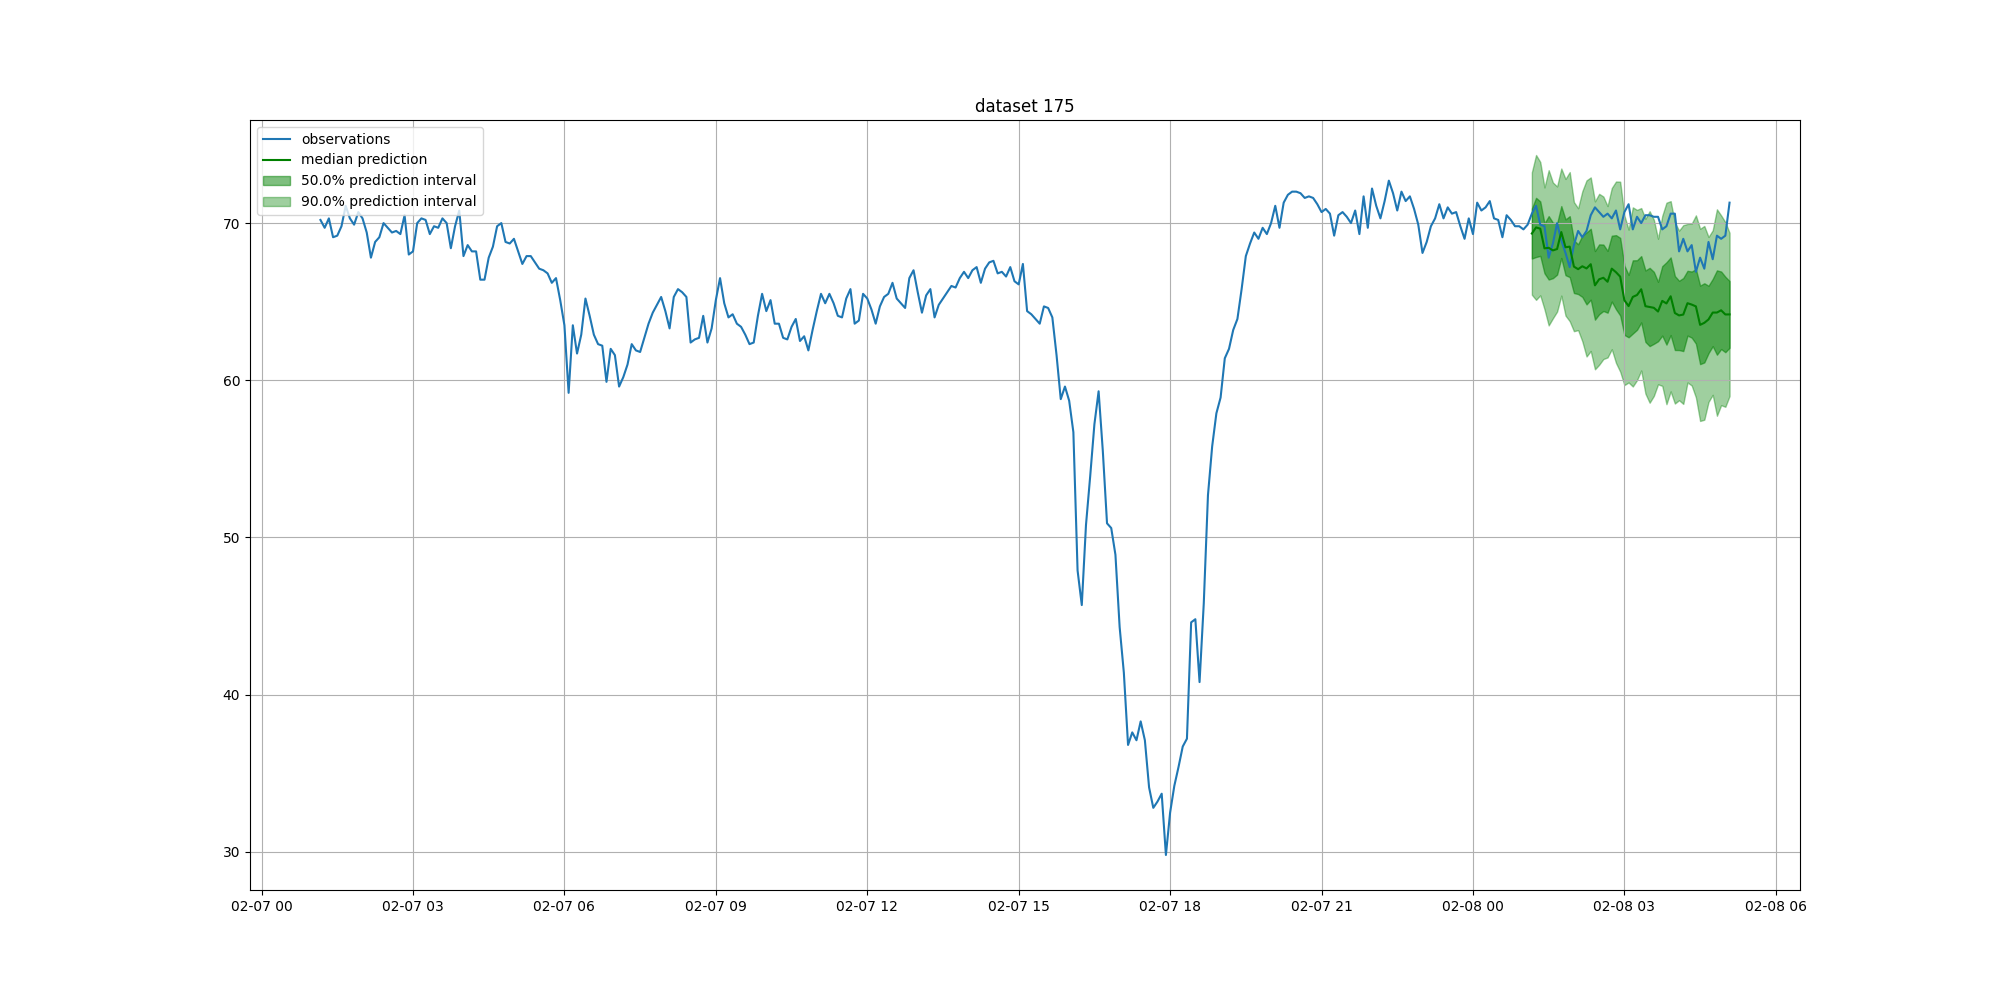 dataset 175
observations
median prediction
50.0% prediction interval
90.0% prediction interval
70
60
50
40
30
02-07 00 02-07 03 02-07 06 02-07 09 02-07 12 02-07 15 02-07 18 02-07 21 02-08 00 02-08 03 02-08 06